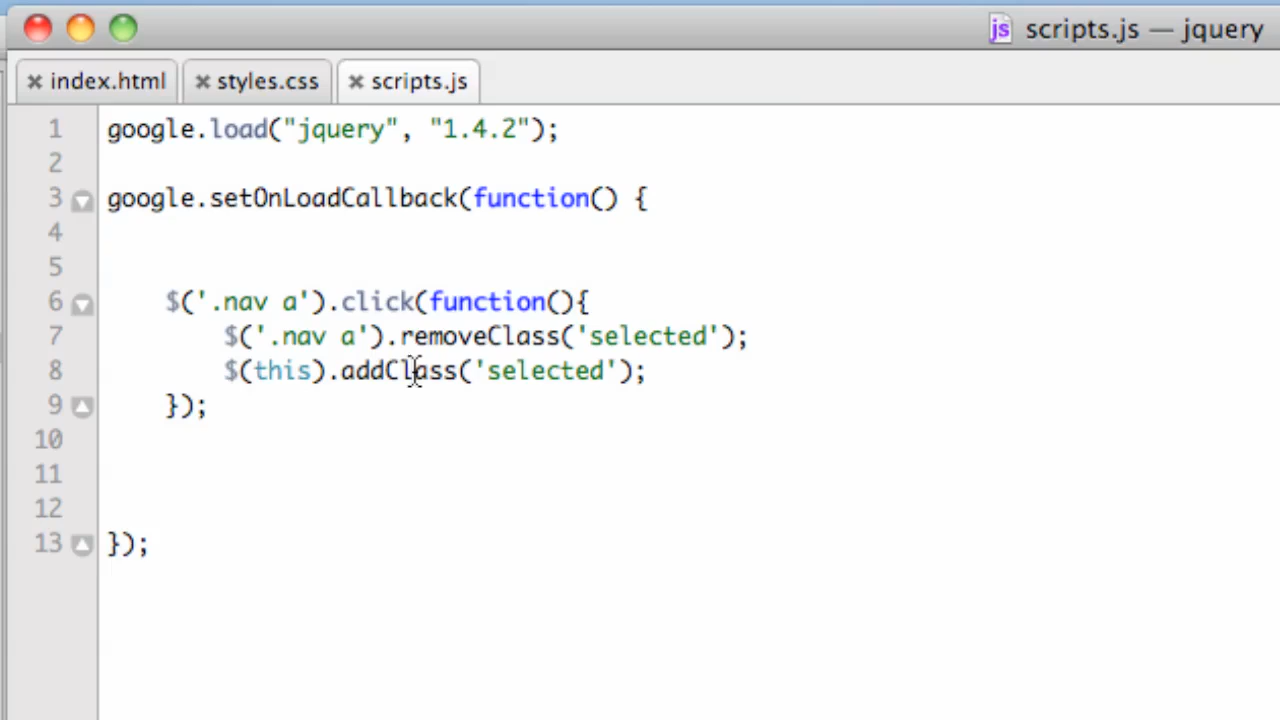 scripts.js — jquery
index.html styles.css scripts.js
1 google.load("jquery", "1.4.2");
2
3 google.setOnLoadCallback(function() {
4
5
6 $('.nav a').click(function(){
7 $('.nav a').removeClass('selected');
8 $(this).addClass('selected');
9 });
10
11
12
13 });